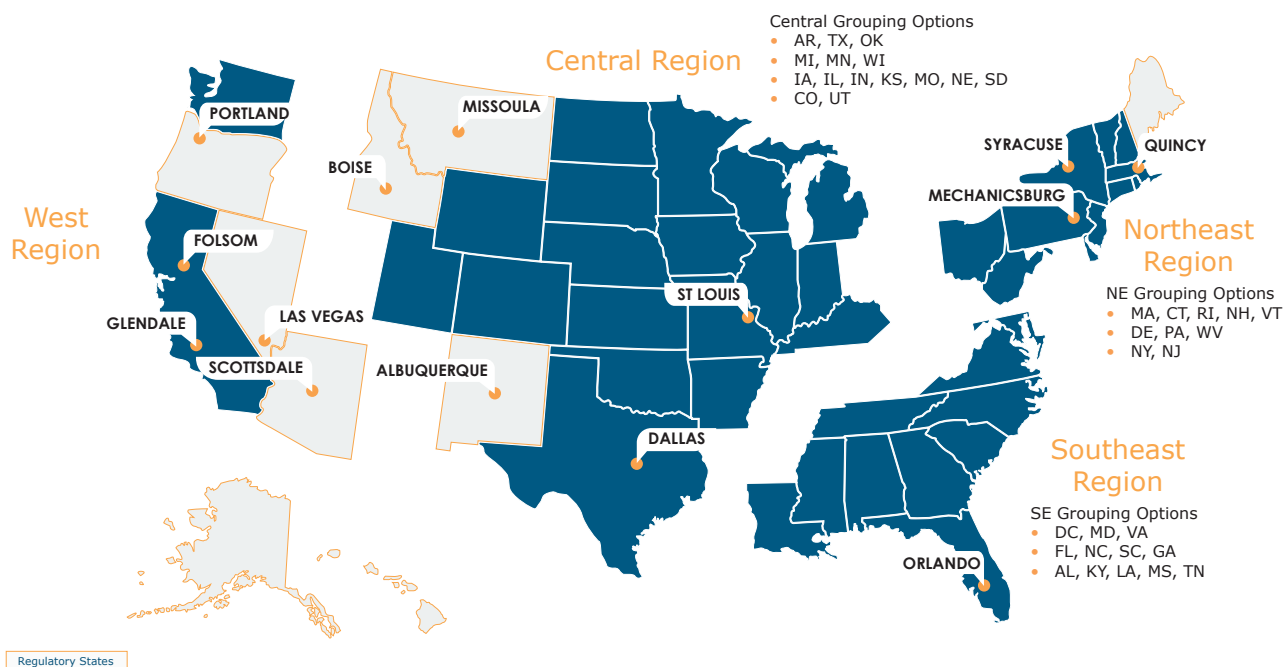 Central Grouping Options
• AR, TX, OK
• MI, MN, WI
• IA, IL, IN, KS, MO, NE, SD
• CO, UT
Central Region
PORTLAND
MISSOULA
BOISE
SYRACUSE
QUINCY
MECHANICSBURG
West
Region
FOLSOM
Northeast
Region
NE Grouping Options
• MA, CT, RI, NH, VT
• DE, PA, WV
• NY, NJ
ST LOUIS
GLENDALE
LAS VEGAS
SCOTTSDALE
ALBUQUERQUE
DALLAS
Southeast
Region
SE Grouping Options
• DC, MD, VA
• FL, NC, SC, GA
• AL, KY, LA, MS, TN
ORLANDO
Regulatory States